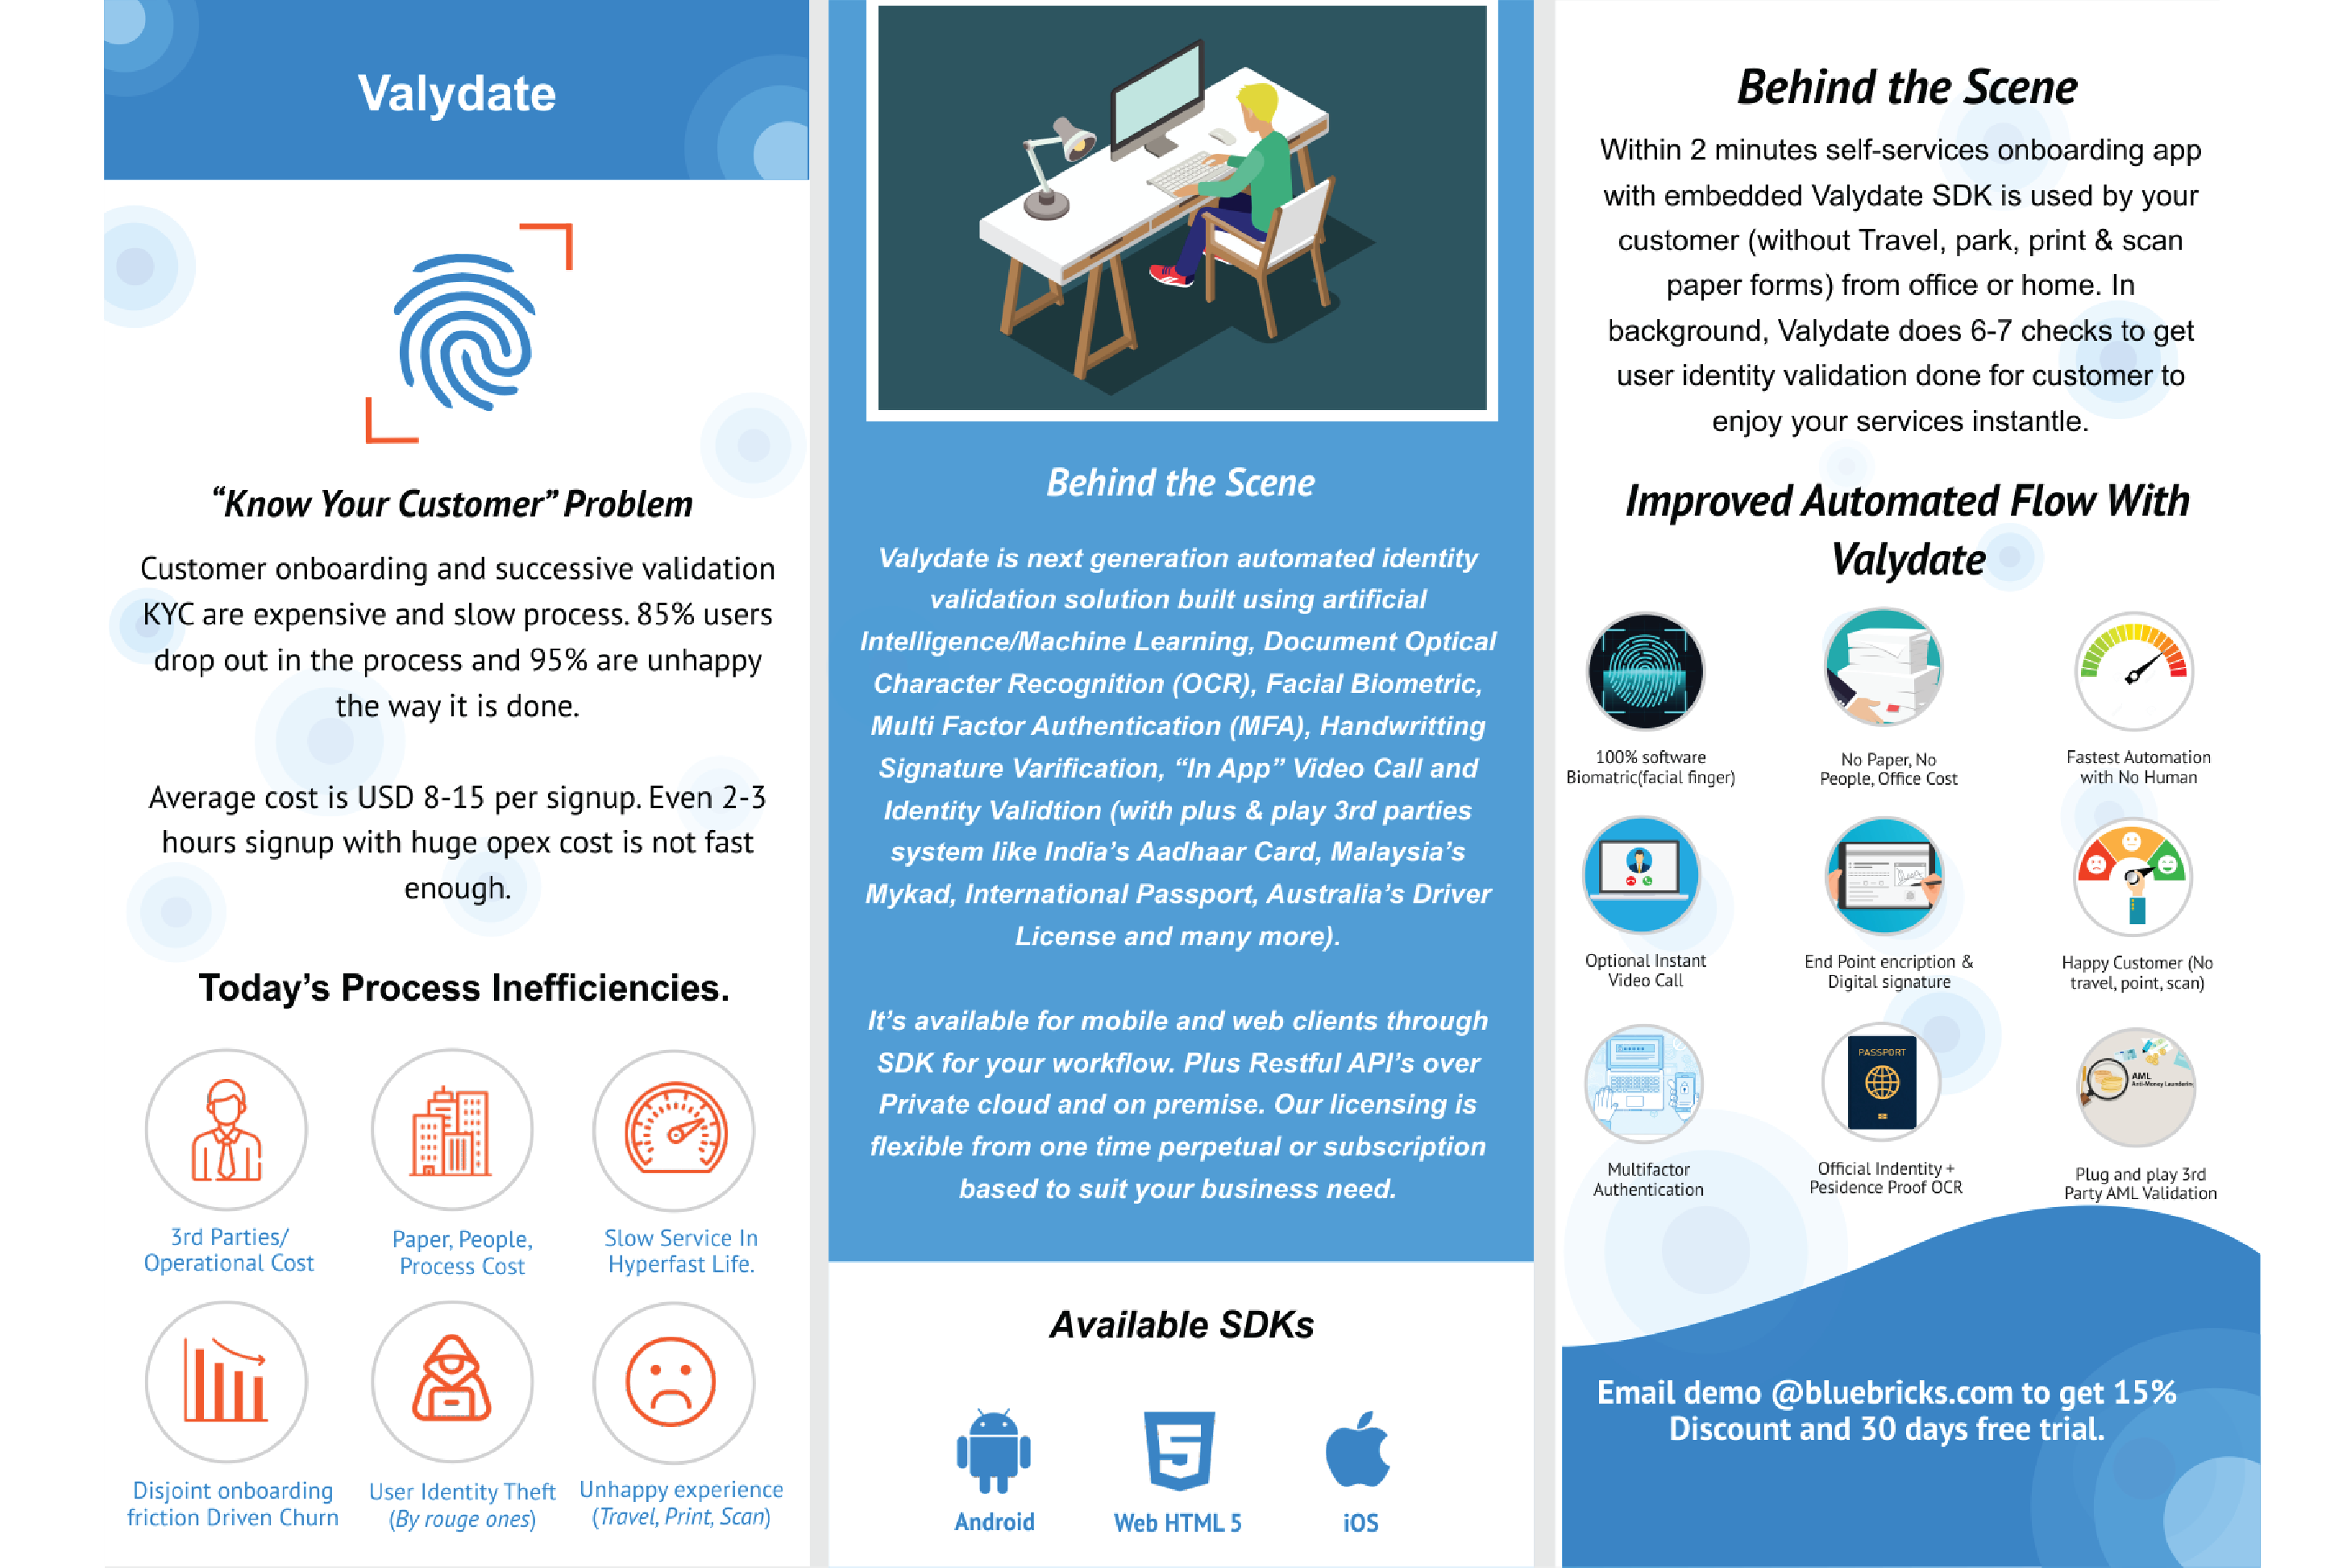 Valydate
“Know Your Customer” Problem
Customer onboarding and successive validation
KYC are expensive and slow process. 85% users
drop out in the process and 95% are unhappy
the way it is done.
Average cost is USD 8-15 per signup. Even 2-3
hours signup with huge opex cost is not fast
enough.
Today’s Process Inefficiencies.
3rd Parties/
Operational Cost
Paper, People,
Process Cost
Slow Service In
Hyperfast Life.
Disjoint onboarding
friction Driven Churn
User Identity Theft
(By rouge ones)
Unhappy experience
(Travel, Print, Scan)
Behind the Scene
Valydate is next generation automated identity
validation solution built using artificial
Intelligence/Machine Learning, Document Optical
Character Recognition (OCR), Facial Biometric,
Multi Factor Authentication (MFA), Handwritting
Signature Varification, “In App” Video Call and
Identity Validtion (with plus & play 3rd parties
system like India’s Aadhaar Card, Malaysia’s
Mykad, International Passport, Australia’s Driver
License and many more).
It’s available for mobile and web clients through
SDK for your workflow. Plus Restful API’s over
Private cloud and on premise. Our licensing is
flexible from one time perpetual or subscription
based to suit your business need.
Available SDKs
Android
Web HTML 5
iOS
Behind the Scene
Within 2 minutes self-services onboarding app
with embedded Valydate SDK is used by your
customer (without Travel, park, print & scan
paper forms) from office or home. In
background, Valydate does 6-7 checks to get
user identity validation done for customer to
enjoy your services instantle.
Improved Automated Flow With
Valydate
100% software
Biomatric(facial finger)
No Paper, No
People, Office Cost
Fastest Automation
with No Human
Optional Instant
Video Call
End Point encription &
Digital signature
Happy Customer (No
travel, point, scan)
Multifactor
Authentication
PASSPORT
Official Indentity +
Pesidence Proof OCR
AML
Anti-Money Laundering
Plug and play 3rd
Party AML Validation
Email demo @bluebricks.com to get 15%
Discount and 30 days free trial.